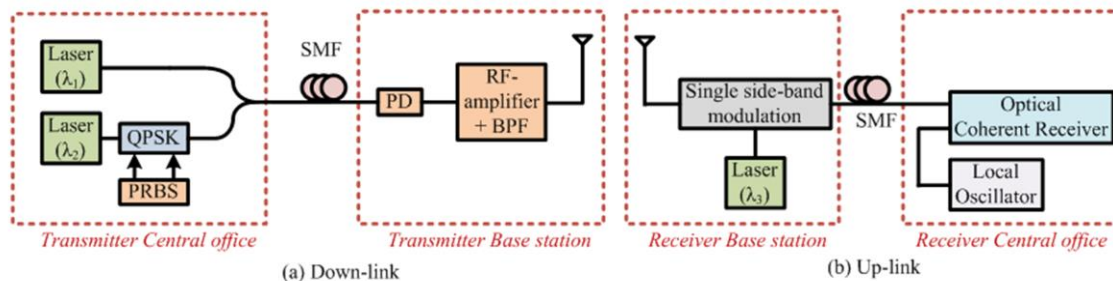 Laser
(λ1)
Laser
(λ2)
QPSK
PRBS
Transmitter Central office
SMF
PD
RF-
amplifier
+ BPF
Transmitter Base station
(a) Down-link
Single side-band
modulation
Laser
(λ3)
Receiver Base station
SMF
Optical
Coherent Receiver
Local
Oscillator
Receiver Central office
(b) Up-link